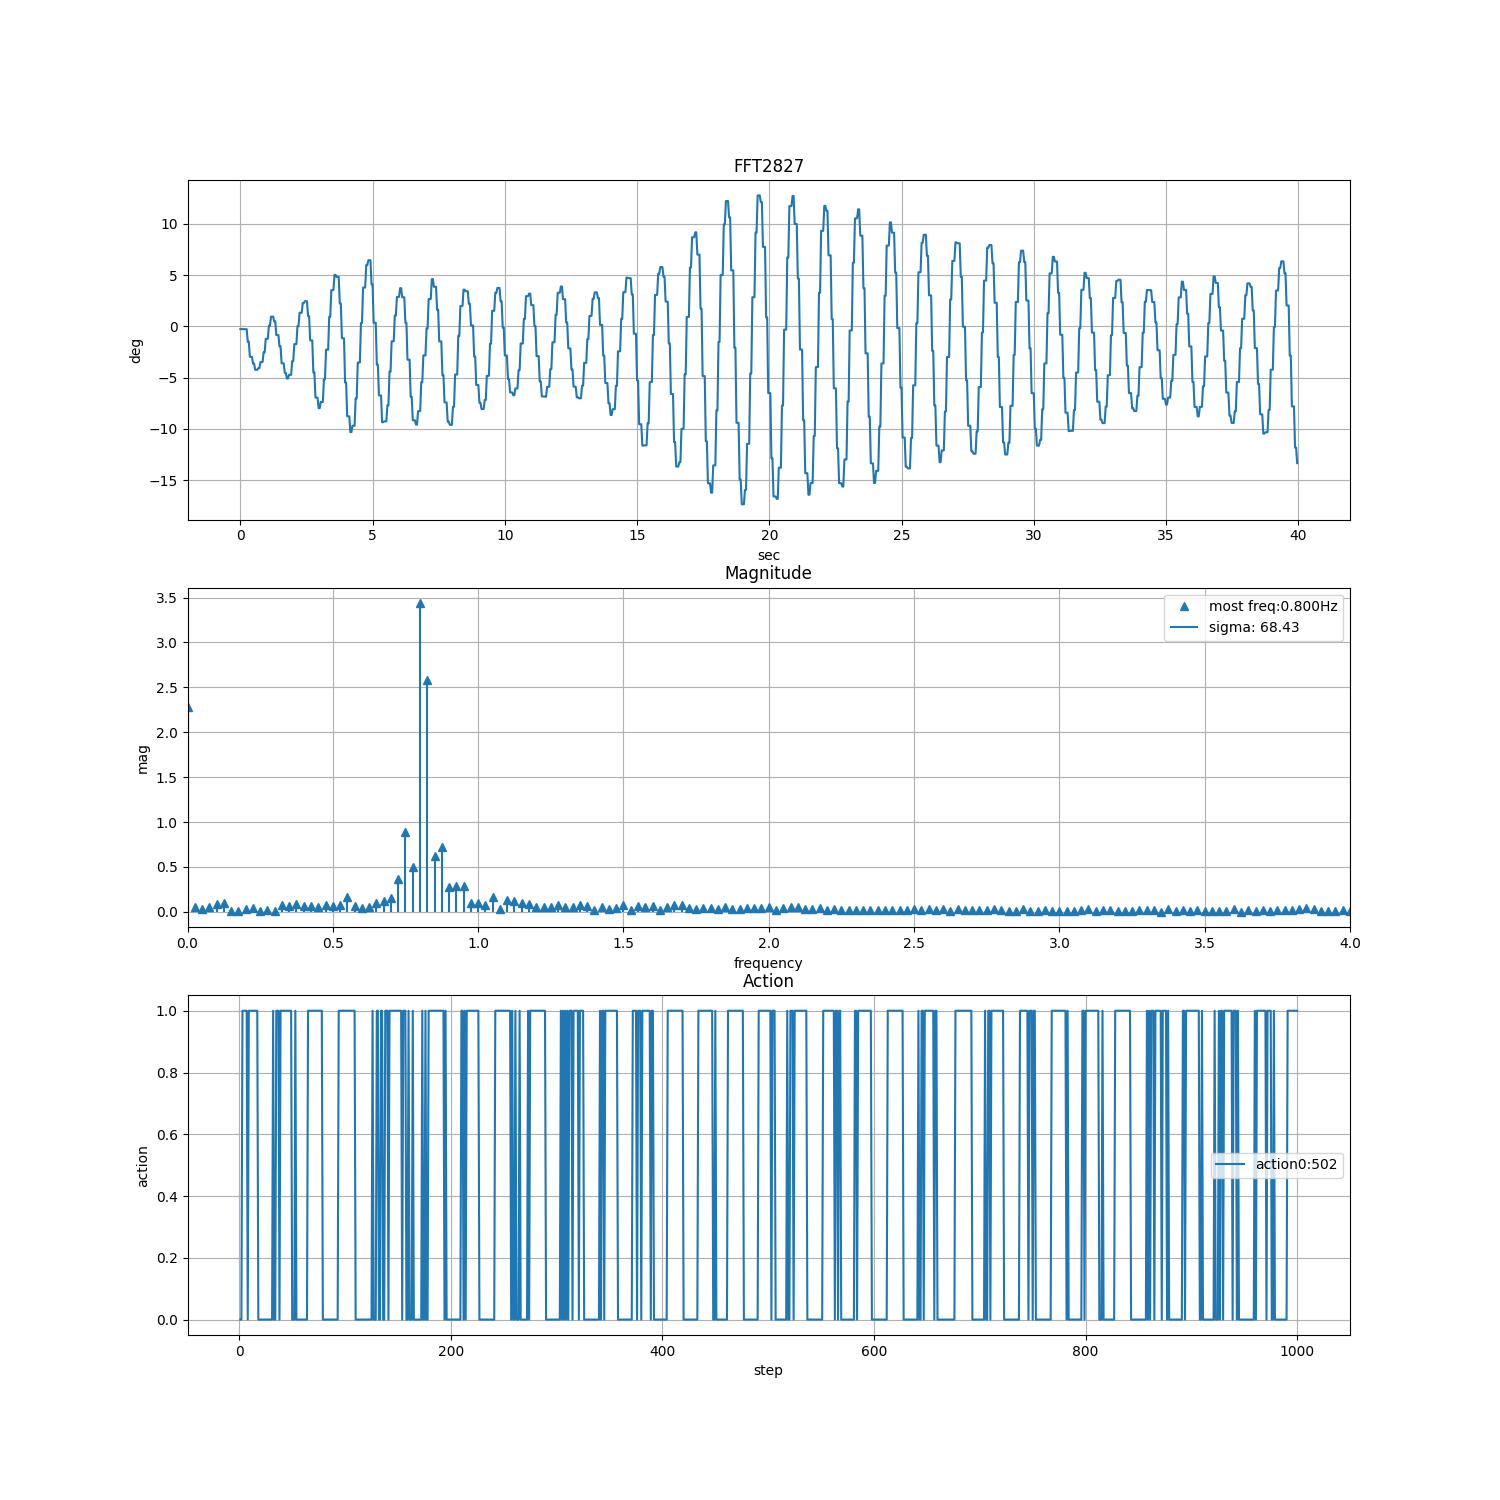 FFT2827
10
5
0
−5
−10
−15
deg
0 5 10 15 20 25 30 35 40
sec
Magnitude
3.5
3.0
2.5
2.0
1.5
1.0
0.5
0.0
mag
most freq:0.800Hz
sigma: 68.43
0.0 0.5 1.0 1.5 2.0 2.5 3.0 3.5 4.0
frequency
Action
1.0
0.8
0.6
0.4
0.2
0.0
action
action0:502
0 200 400 600 800 1000
step